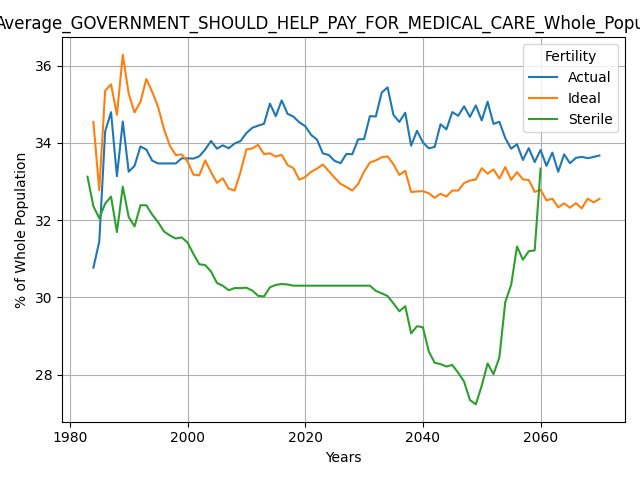 Average_GOVERNMENT_SHOULD_HELP_PAY_FOR_MEDICAL_CARE_Whole_Popu
Fertility
Actual
Ideal
Sterile
% of Whole Population
36
34
32
30
28
1980 2000 2020 2040 2060
Years